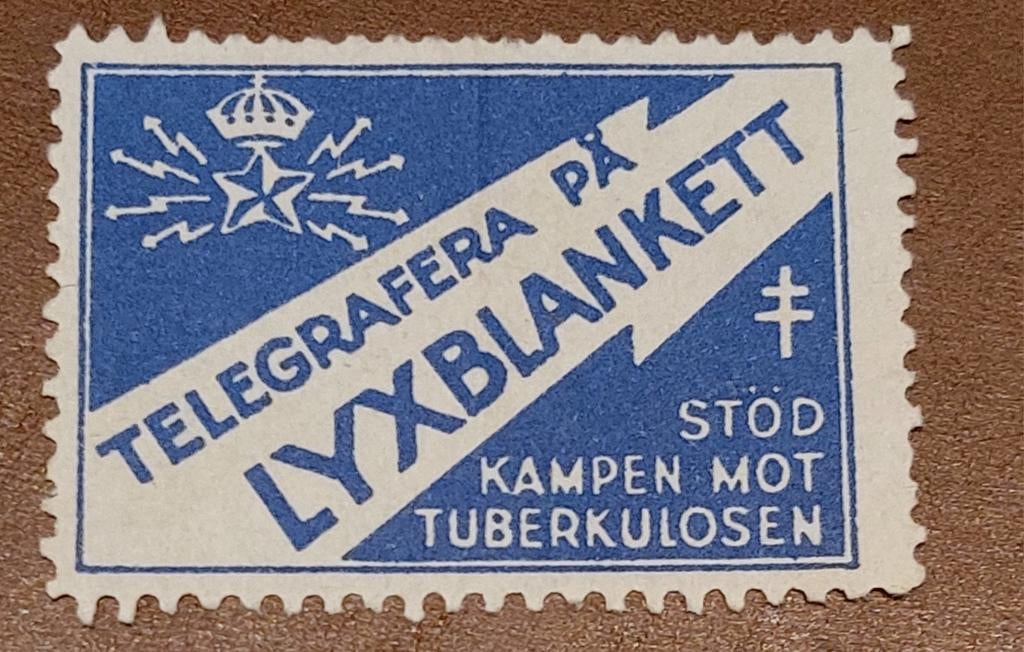 TELEGRAFERA PÅ
LYXBLANKETT
STÖD
KAMPEN MOT
TUBERKULOSEN